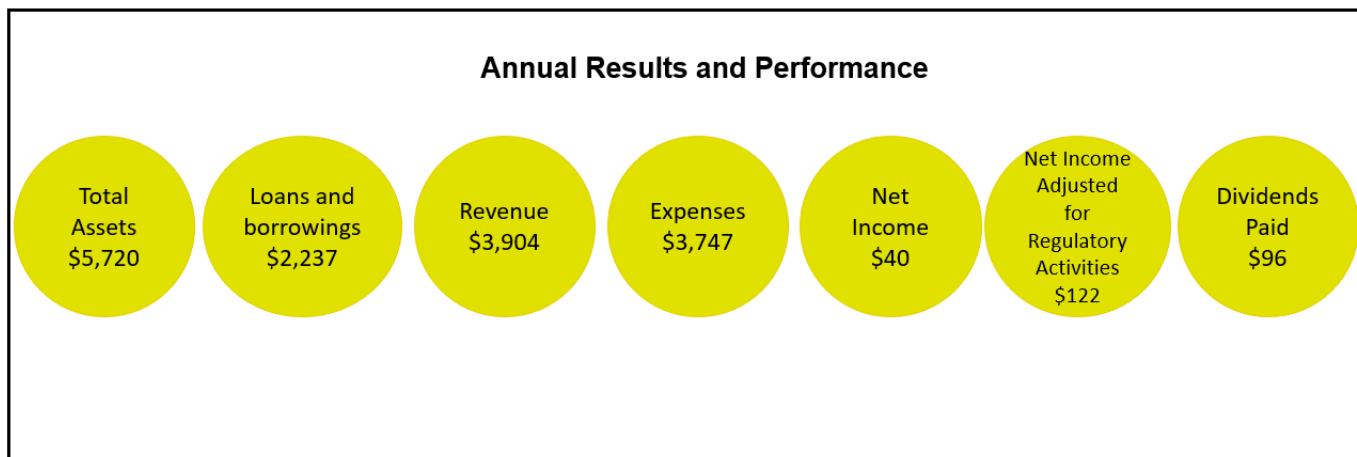 Annual Results and Performance
Total
Assets
$5,720
Loans and
borrowings
$2,237
Revenue
$3,904
Expenses
$3,747
Net
Income
$40
Net Income
Adjusted
for
Regulatory
Activities
$122
Dividends
Paid
$96